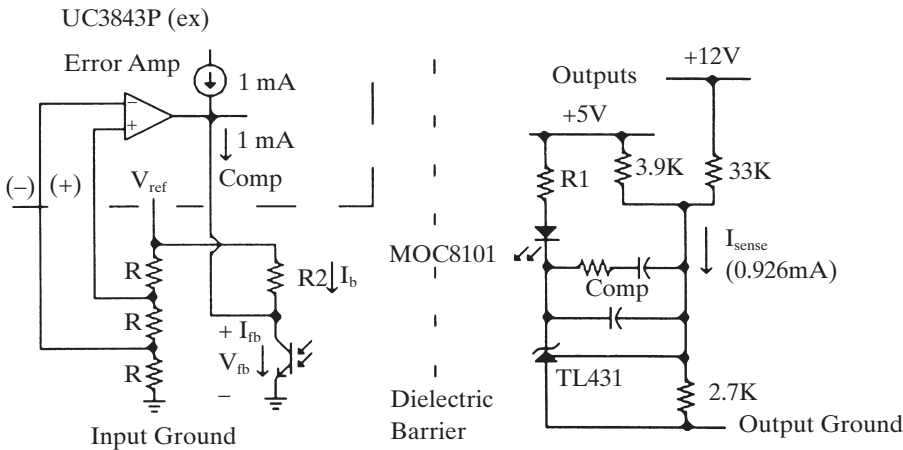 UC3843P (ex)
Error Amp
1 mA
−
+
1 mA
Comp
(−)
(+)
V_ref
R
R
R
R2
I_b
+ I_fb
V_fb
−
Input Ground
MOC8101
Dielectric
Barrier
Outputs
+12V
+5V
R1
3.9K
33K
I_sense
(0.926mA)
Comp
TL431
2.7K
Output Ground